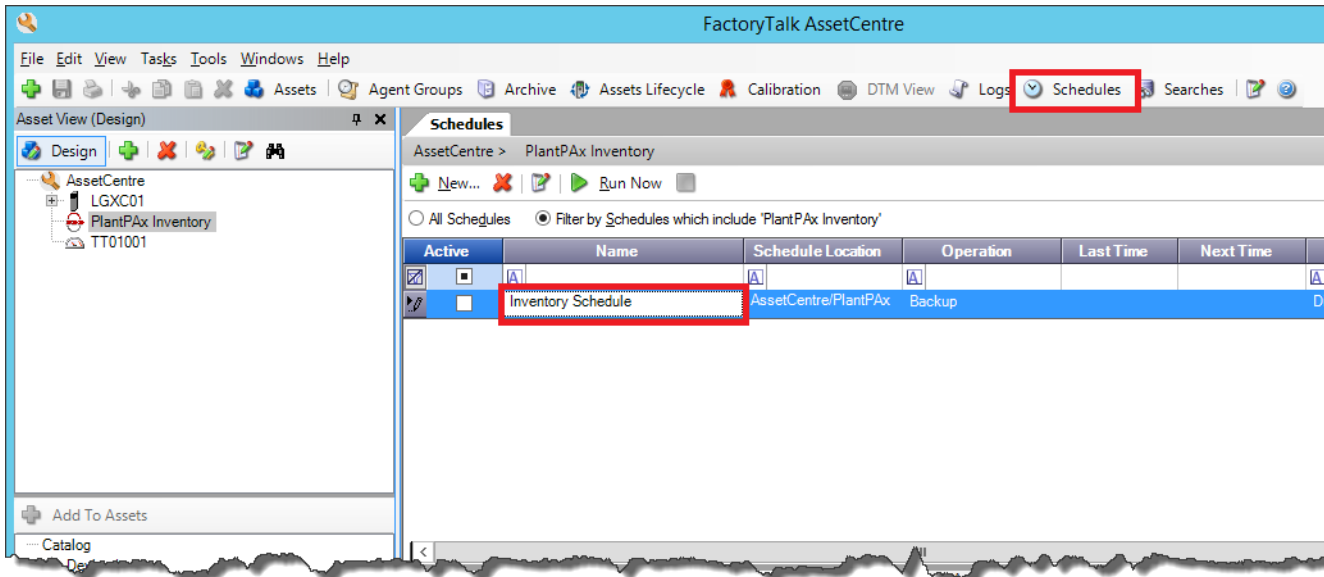 FactoryTalk AssetCentre
File Edit View Tasks Tools Windows Help
Assets Agent Groups Archive Assets Lifecycle Calibration DTM View Logs Schedules Searches
Asset View (Design)
Schedules
Design
AssetCentre > PlantPAx Inventory
AssetCentre
LGXC01
PlantPAx Inventory
TT01001
New... Run Now
All Schedules Filter by Schedules which include 'PlantPAx Inventory'
Active Name Schedule Location Operation Last Time Next Time
A A A A
Inventory Schedule AssetCentre/PlantPAx Backup D
Add To Assets
Catalog